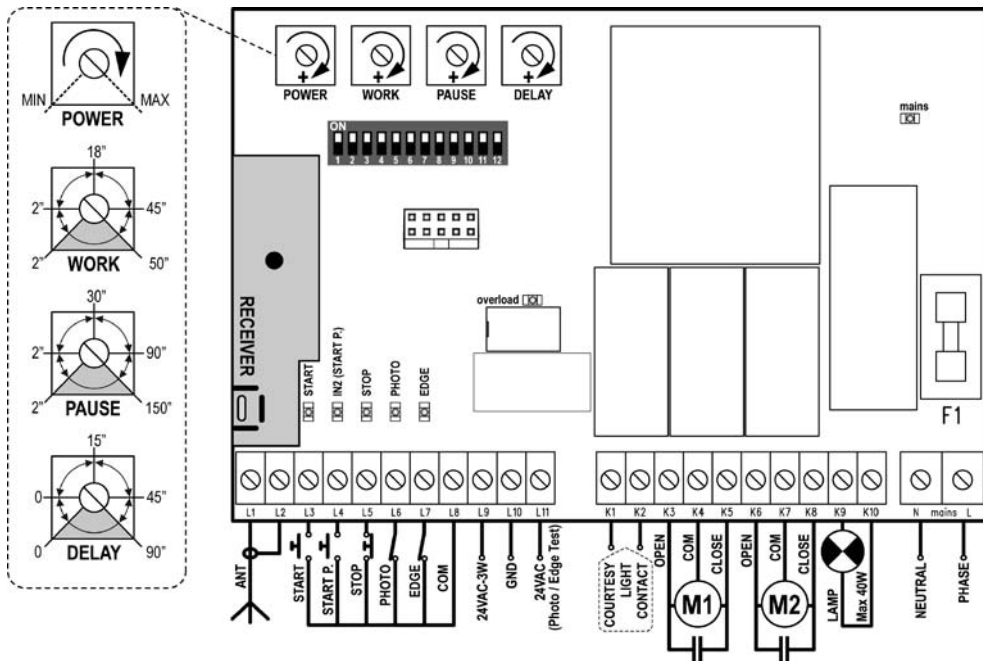 MIN MAX
POWER
18"
2" 45"
2" 50"
WORK
30"
2" 90"
2" 150"
PAUSE
15"
0 45"
0 90"
DELAY
+ + + +
POWER WORK PAUSE DELAY
ON
1 2 3 4 5 6 7 8 9 10 11 12
mains
RECEIVER
overload
START
IN2 (START P.)
STOP
PHOTO
EDGE
F1
L1 L2 L3 L4 L5 L6 L7 L8 L9 L10 L11
K1 K2 K3 K4 K5 K6 K7 K8 K9 K10
N mains L
ANT
START
START P.
STOP
PHOTO
EDGE
COM
24VAC-3W
GND
24VAC
(Photo / Edge Test)
COURTESY
LIGHT
CONTACT
OPEN
COM
CLOSE
M1
OPEN
COM
CLOSE
M2
LAMP
Max 40W
NEUTRAL
PHASE